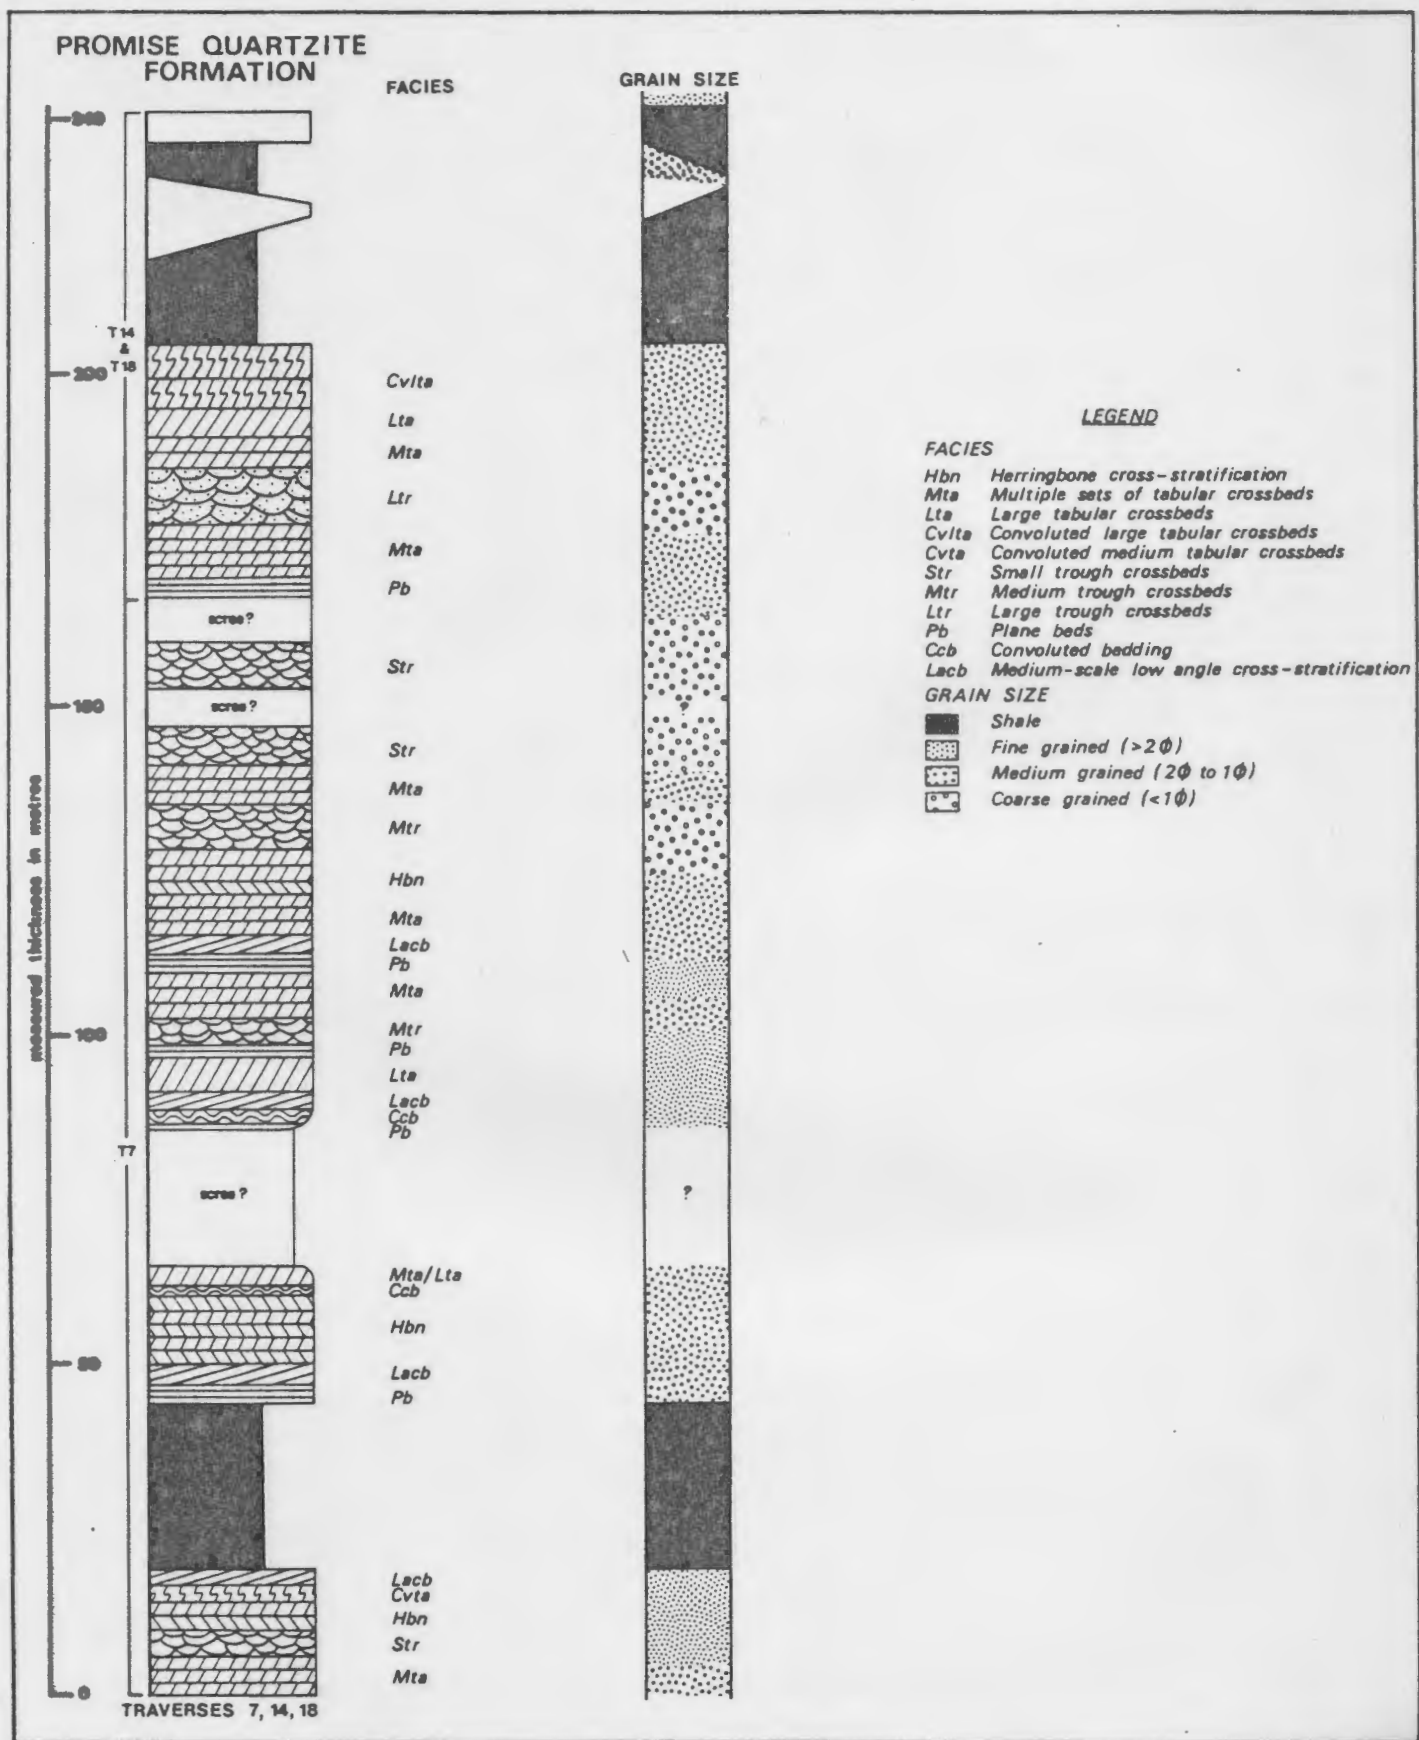 PROMISE QUARTZITE
FORMATION
FACIES
GRAIN SIZE
T14
&
T18
200
Cvlta
Lta
Mta
Ltr
Mta
Pb
scree ?
Str
150
scree ?
?
Str
Mta
Mtr
Hbn
Mta
Lacb
Pb
Mta
100
Mtr
Pb
Lta
Lacb
Ccb
Pb
T7
scree ?
?
Mta/Lta
Ccb
Hbn
50
Lacb
Pb
Lacb
Cvta
Hbn
Str
Mta
0
measured thickness in metres
TRAVERSES 7, 14, 18
LEGEND
FACIES
Hbn Herringbone cross-stratification
Mta Multiple sets of tabular crossbeds
Lta Large tabular crossbeds
Cvlta Convoluted large tabular crossbeds
Cvta Convoluted medium tabular crossbeds
Str Small trough crossbeds
Mtr Medium trough crossbeds
Ltr Large trough crossbeds
Pb Plane beds
Ccb Convoluted bedding
Lacb Medium-scale low angle cross-stratification
GRAIN SIZE
Shale
Fine grained (>2Φ)
Medium grained (2Φ to 1Φ)
Coarse grained (<1Φ)